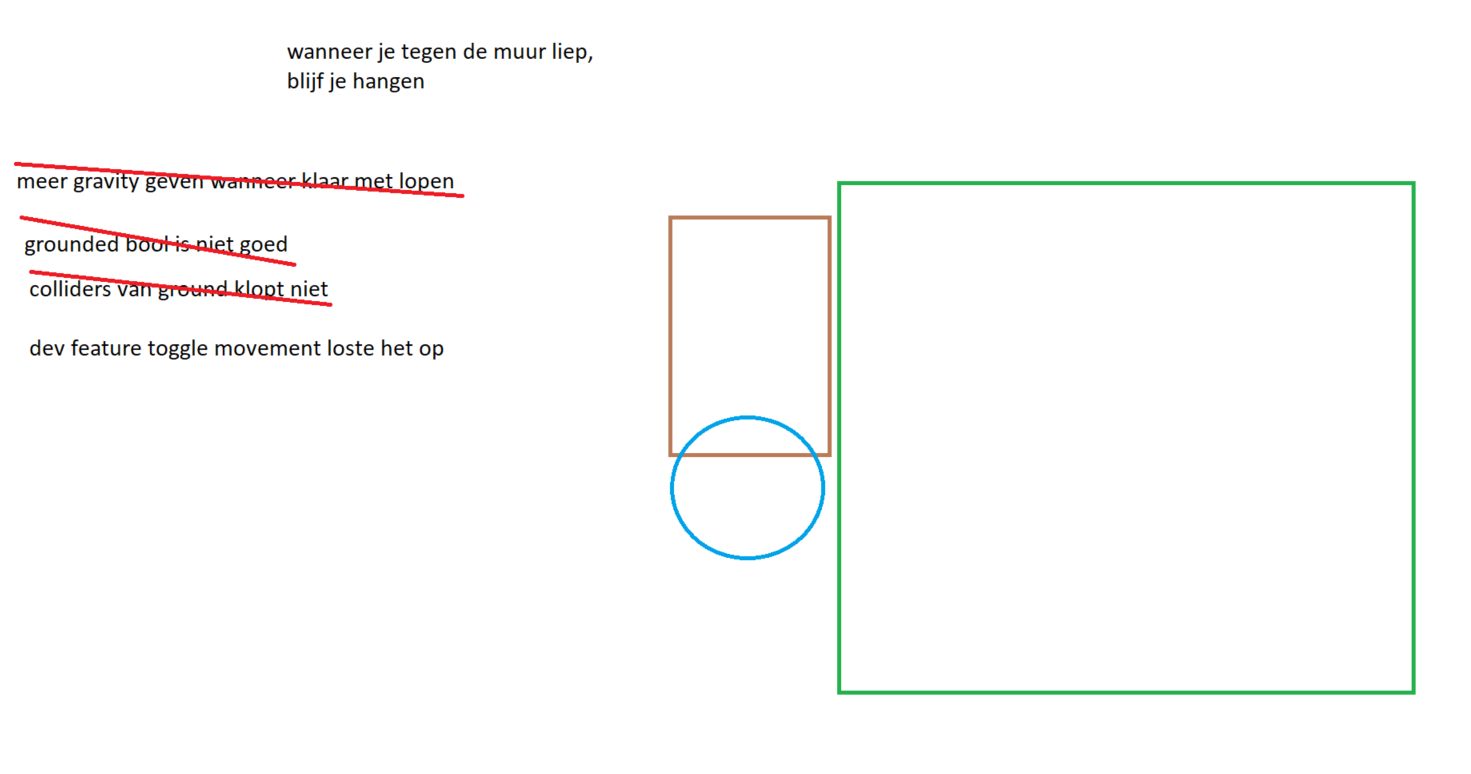 wanneer je tegen de muur liep,
blijf je hangen
meer gravity geven wanneer klaar met lopen
grounded bool is niet goed
colliders van ground klopt niet
dev feature toggle movement loste het op